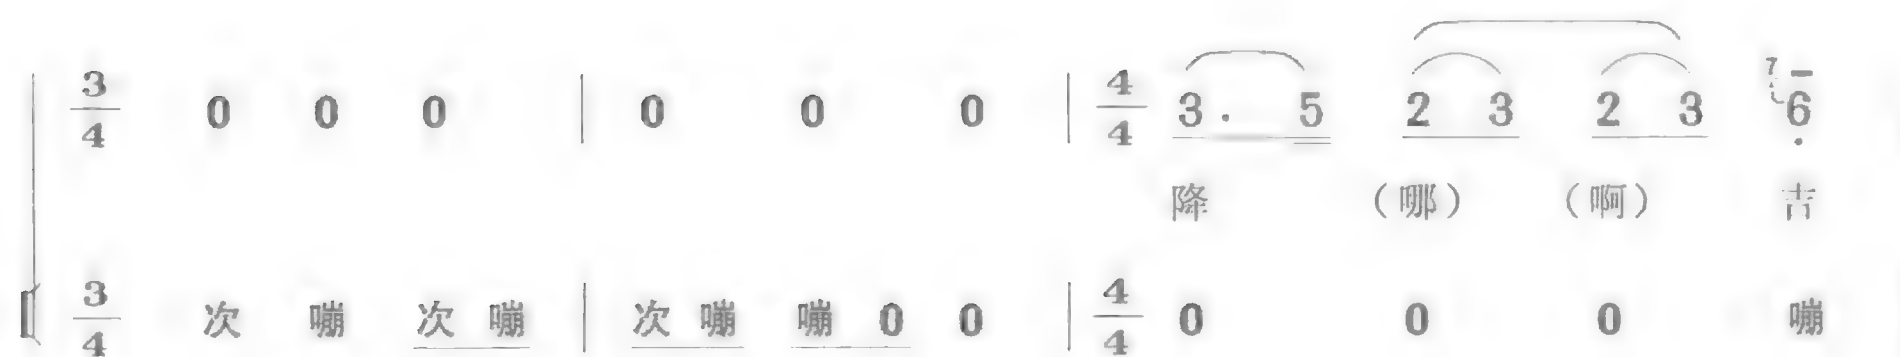 3/4 0 0 0 | 0 0 0 | 4/4 3. 5 2 3 2 3 7 6
降 (哪) (啊) 吉
3/4 次 嘣 次 嘣 | 次 嘣 嘣 0 0 | 4/4 0 0 0 嘣